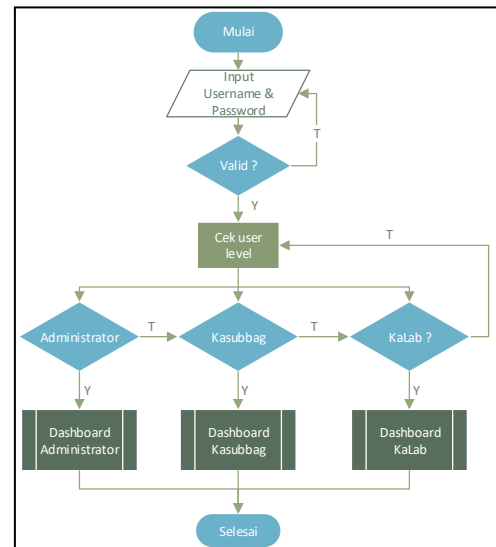 Mulai
Input
Username &
Password
T
Valid ?
Y
Cek user
level
T
Administrator
T
Kasubbag
T
KaLab ?
Y
Y
Y
Dashboard
Administrator
Dashboard
Kasubbag
Dashboard
KaLab
Selesai